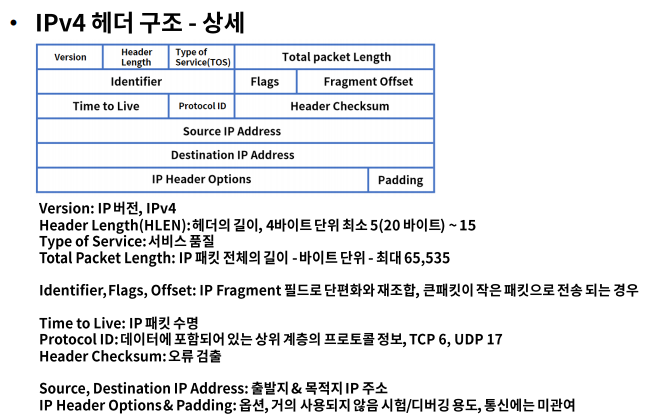 • IPv4 헤더 구조 - 상세
Version
Header Length
Type of Service(TOS)
Total packet Length
Identifier
Flags
Fragment Offset
Time to Live
Protocol ID
Header Checksum
Source IP Address
Destination IP Address
IP Header Options
Padding
Version: IP 버전, IPv4
Header Length(HLEN): 헤더의 길이, 4바이트 단위 최소 5(20 바이트) ~ 15
Type of Service: 서비스 품질
Total Packet Length: IP 패킷 전체의 길이 - 바이트 단위 - 최대 65,535
Identifier, Flags, Offset: IP Fragment 필드로 단편화와 재조합, 큰패킷이 작은 패킷으로 전송 되는 경우
Time to Live: IP 패킷 수명
Protocol ID: 데이터에 포함되어 있는 상위 계층의 프로토콜 정보, TCP 6, UDP 17
Header Checksum: 오류 검출
Source, Destination IP Address: 출발지 & 목적지 IP 주소
IP Header Options & Padding: 옵션, 거의 사용되지 않음 시험/디버깅 용도, 통신에는 미관여